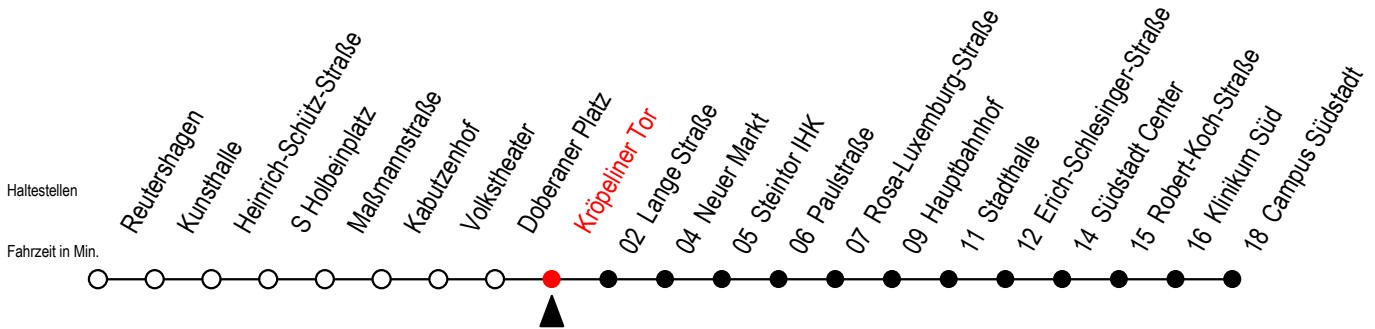 Haltestellen
Fahrzeit in Min.
Reutershagen
Kunsthalle
Heinrich-Schütz-Straße
S Holbeinplatz
Maßmannstraße
Kabutzenhof
Volkstheater
Doberaner Platz
Kröpeliner Tor
02 Lange Straße
04 Neuer Markt
05 Steintor IHK
06 Paulstraße
07 Rosa-Luxemburg-Straße
09 Hauptbahnhof
11 Stadthalle
12 Erich-Schlesinger-Straße
14 Südstadt Center
15 Robert-Koch-Straße
16 Klinikum Süd
18 Campus Südstadt